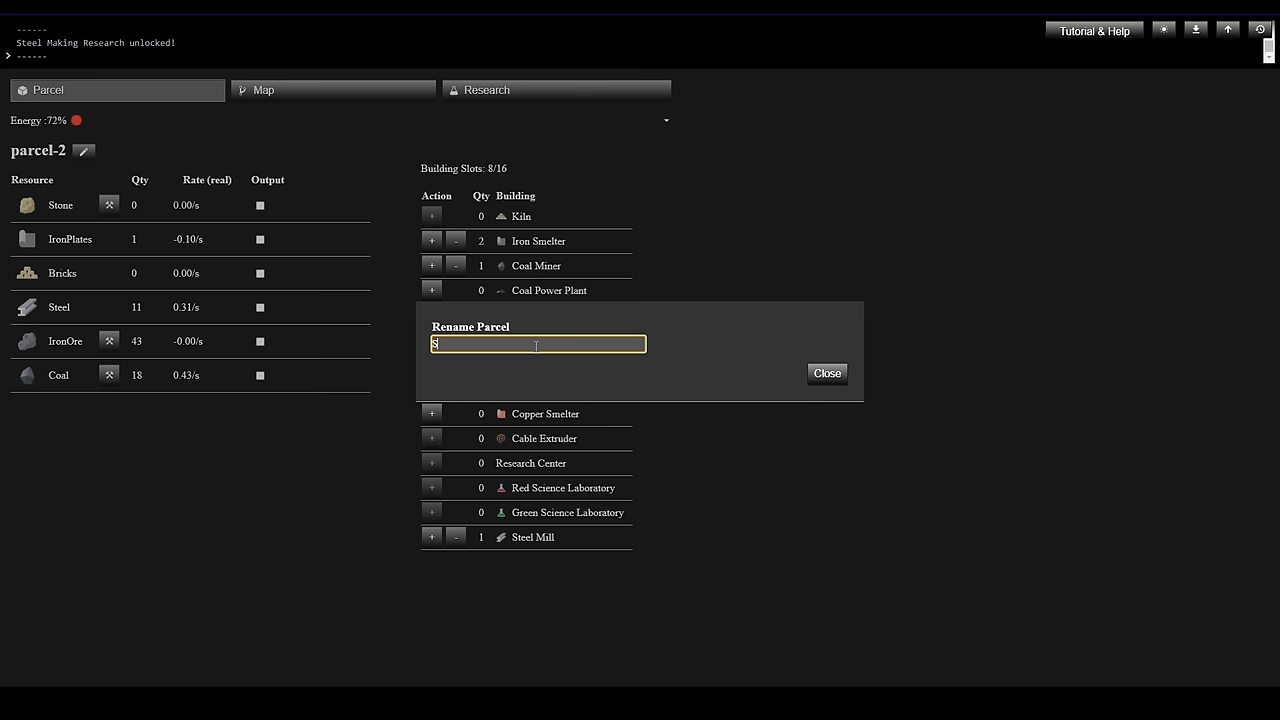 ------
Steel Making Research unlocked!
> ------
Tutorial & Help
Parcel
Map
Research
Energy :72%
parcel-2
Building Slots: 8/16
Resource Qty Rate (real) Output
Stone 0 0.00/s
IronPlates 1 -0.10/s
Bricks 0 0.00/s
Steel 11 0.31/s
IronOre 43 -0.00/s
Coal 18 0.43/s
Action Qty Building
+ 0 Kiln
+ - 2 Iron Smelter
+ - 1 Coal Miner
+ 0 Coal Power Plant
Rename Parcel
S
Close
+ 0 Copper Smelter
+ 0 Cable Extruder
+ 0 Research Center
+ 0 Red Science Laboratory
+ 0 Green Science Laboratory
+ - 1 Steel Mill